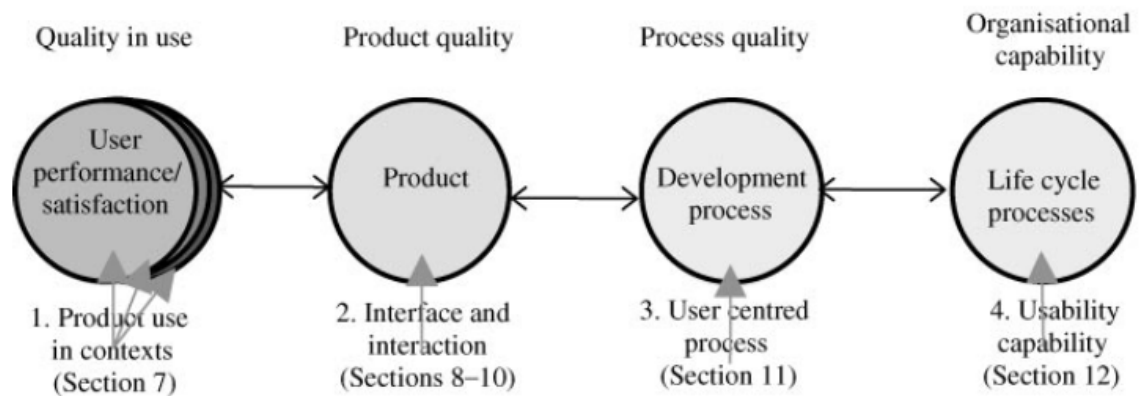 Quality in use
Product quality
Process quality
Organisational
capability
User
performance/
satisfaction
Product
Development
process
Life cycle
processes
1. Product use
in contexts
(Section 7)
2. Interface and
interaction
(Sections 8–10)
3. User centred
process
(Section 11)
4. Usability
capability
(Section 12)